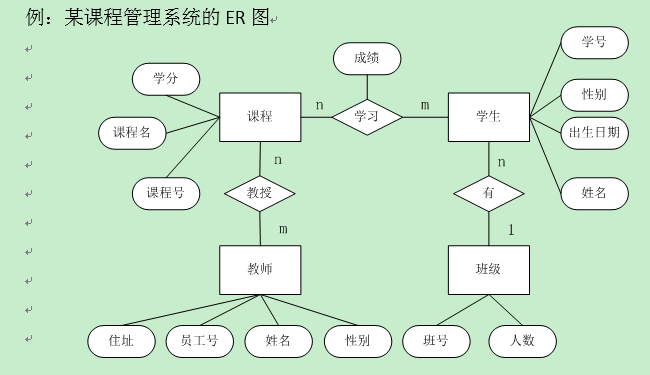 例：某课程管理系统的 ER 图
学号
成绩
学分
性别
课程
n
学习
m
学生
课程名
出生日期
n
n
课程号
教授
有
姓名
m
1
教师
班级
住址
员工号
姓名
性别
班号
人数